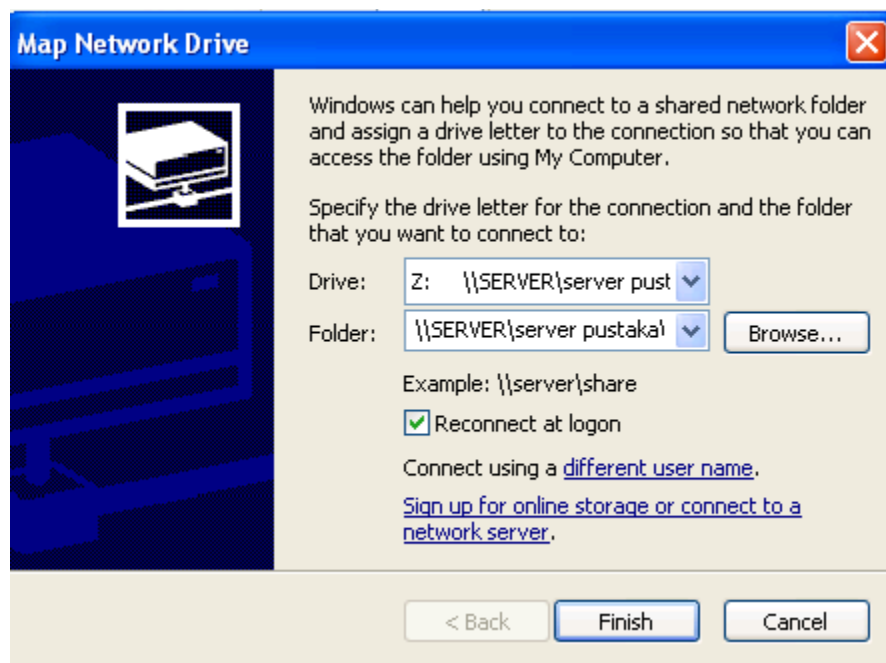 Map Network Drive
Windows can help you connect to a shared network folder
and assign a drive letter to the connection so that you can
access the folder using My Computer.
Specify the drive letter for the connection and the folder
that you want to connect to:
Drive: Z: \\SERVER\server pust
Folder: \\SERVER\server pustaka\ Browse...
Example: \\server\share
Reconnect at logon
Connect using a different user name.
Sign up for online storage or connect to a
network server.
< Back Finish Cancel